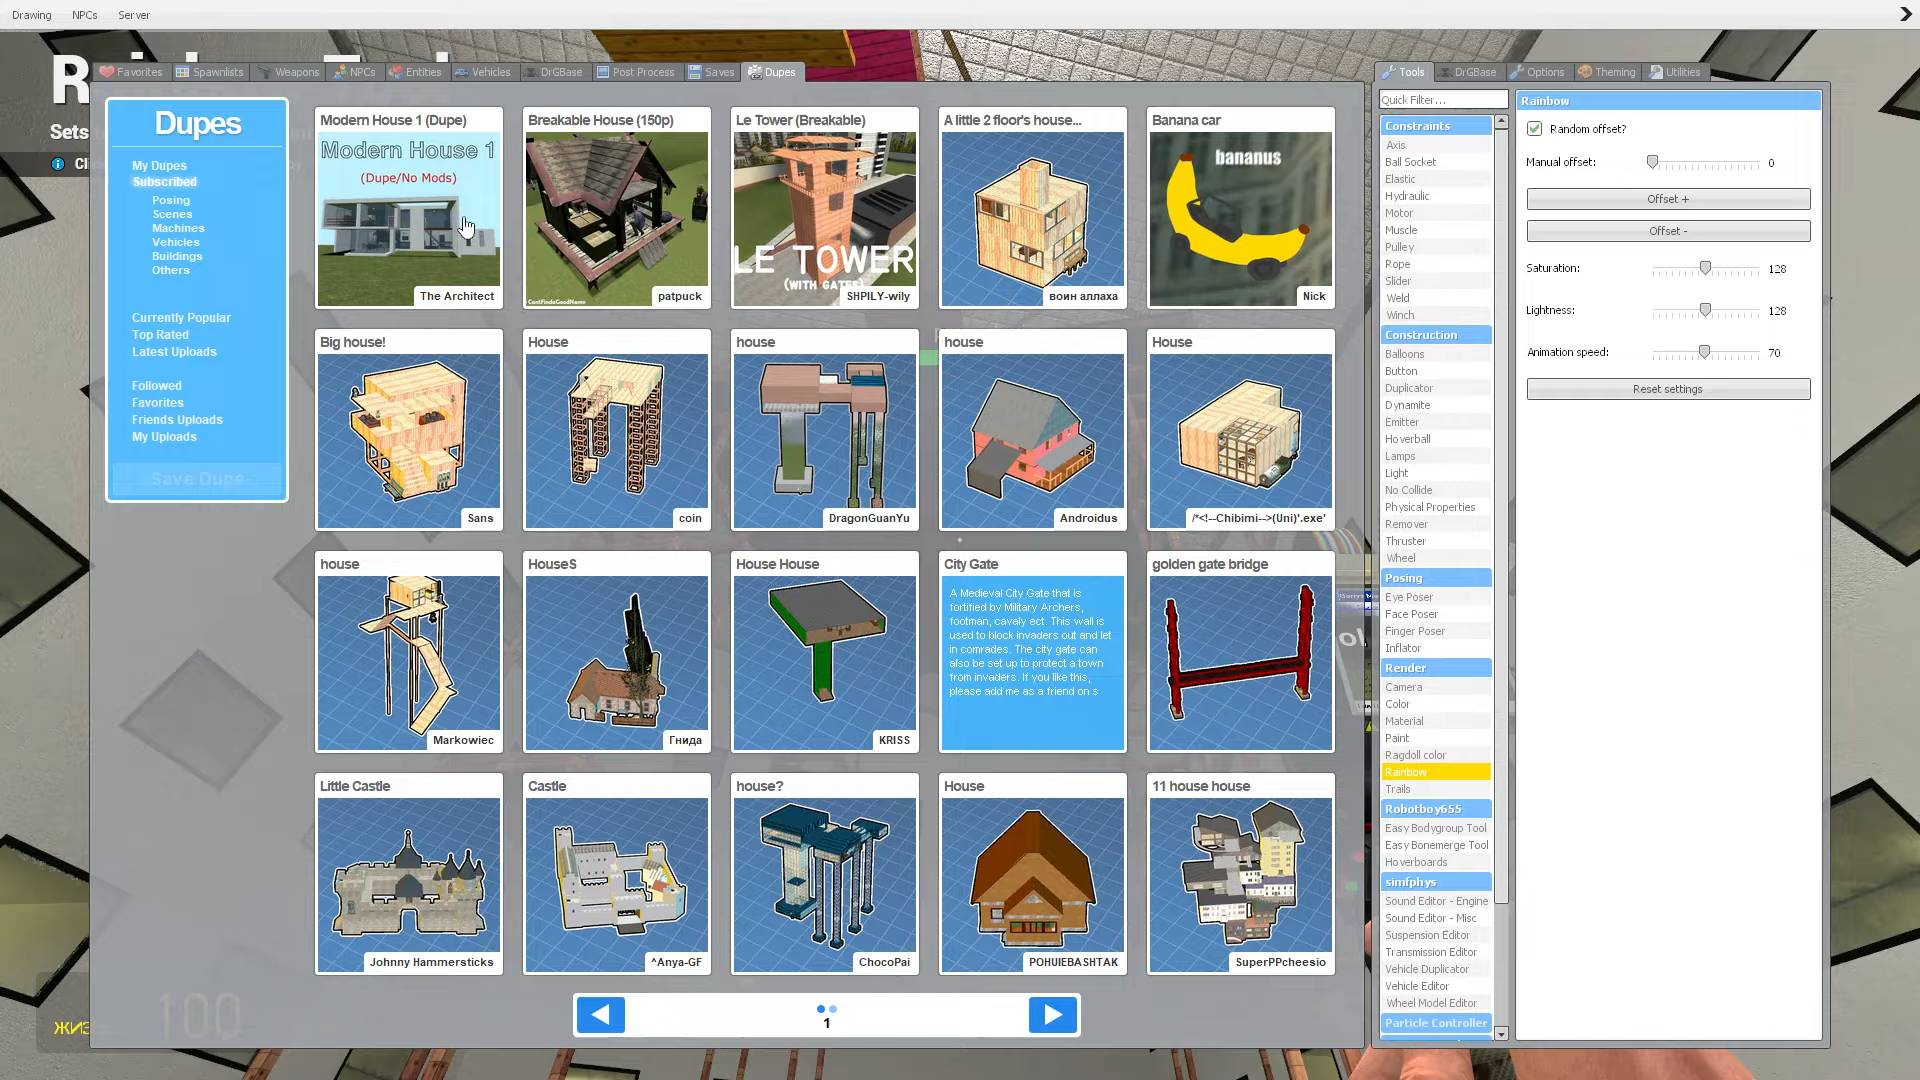 Drawing NPCs Server
Favorites Spawnlists Weapons NPCs Entities Vehicles DrGBase Post Process Saves Dupes
Dupes
My Dupes
Subscribed
Posing
Scenes
Machines
Vehicles
Buildings
Others
Currently Popular
Top Rated
Latest Uploads
Followed
Favorites
Friends Uploads
My Uploads
Save Dupe
Modern House 1 (Dupe)
Modern House 1
(Dupe/No Mods)
The Architect
Breakable House (150p)
patpuck
Le Tower (Breakable)
LE TOWER
(WITH GATES)
SHPILY-wily
A little 2 floor's house...
воин аллаха
Banana car
bananus
Nick
Big house!
Sans
House
coin
house
DragonGuanYu
house
Androidus
House
/*<!--Chibimi-->(Uni)'.exe'
house
Markowiec
HouseS
Гнида
House House
KRISS
City Gate
A Medieval City Gate that is
fortified by Military Archers,
footman, cavaly ect. This wall is
used to block invaders out and let
in comrades. The city gate can
also be set up to protect a town
from invaders. If you like this,
please add me as a friend on s
golden gate bridge
Little Castle
Johnny Hammersticks
Castle
^Anya-GF
house?
ChocoPai
House
POHUIEBASHTAK
11 house house
SuperPPcheesio
1
Sets
Cli
ЖИЗ
100
Tools DrGBase Options Theming Utilities
Quick Filter...
Constraints
Axis
Ball Socket
Elastic
Hydraulic
Motor
Muscle
Pulley
Rope
Slider
Weld
Winch
Construction
Balloons
Button
Duplicator
Dynamite
Emitter
Hoverball
Lamps
Light
No Collide
Physical Properties
Remover
Thruster
Wheel
Posing
Eye Poser
Face Poser
Finger Poser
Inflator
Render
Camera
Color
Material
Paint
Ragdoll color
Rainbow
Trails
Robotboy655
Easy Bodygroup Tool
Easy Bonemerge Tool
Hoverboards
simfphys
Sound Editor - Engine
Sound Editor - Misc
Suspension Editor
Transmission Editor
Vehicle Duplicator
Vehicle Editor
Wheel Model Editor
Particle Controller
Rainbow
Random offset?
Manual offset: 0
Offset +
Offset -
Saturation: 128
Lightness: 128
Animation speed: 70
Reset settings